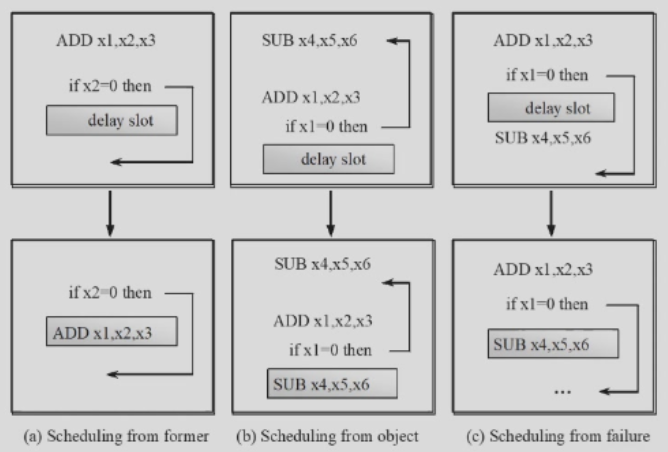 ADD x1,x2,x3
if x2=0 then
delay slot
SUB x4,x5,x6
ADD x1,x2,x3
if x1=0 then
delay slot
ADD x1,x2,x3
if x1=0 then
delay slot
SUB x4,x5,x6
if x2=0 then
ADD x1,x2,x3
SUB x4,x5,x6
ADD x1,x2,x3
if x1=0 then
SUB x4,x5,x6
ADD x1,x2,x3
if x1=0 then
SUB x4,x5,x6
...
(a) Scheduling from former
(b) Scheduling from object
(c) Scheduling from failure